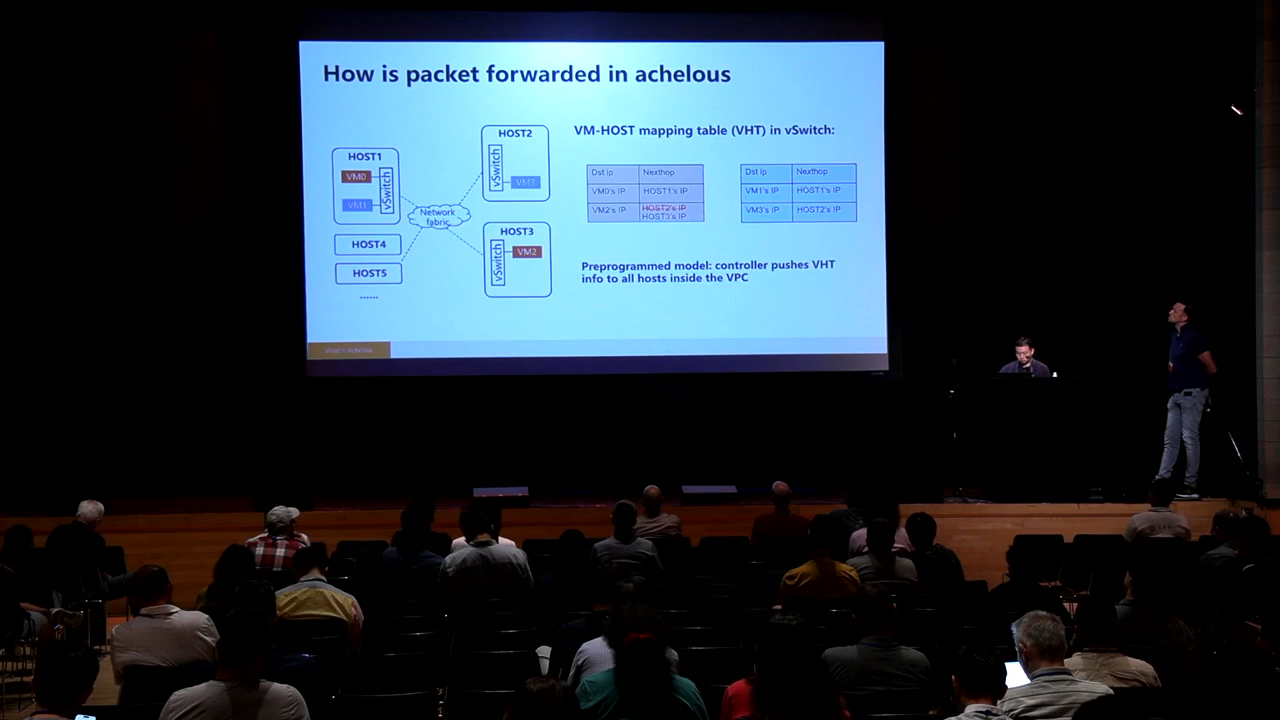 How is packet forwarded in achelous
HOST1
VM0
VM1
vSwitch
HOST4
HOST5
......
Network
fabric
HOST2
vSwitch
VM3
HOST3
vSwitch
VM2
VM-HOST mapping table (VHT) in vSwitch:
Dst ip Nexthop
VM0's IP HOST1's IP
VM2's IP HOST2's IP
HOST3's IP
Dst Ip Nexthop
VM1's IP HOST1's IP
VM3's IP HOST2's IP
Preprogrammed model: controller pushes VHT
info to all hosts inside the VPC
What is Achelous